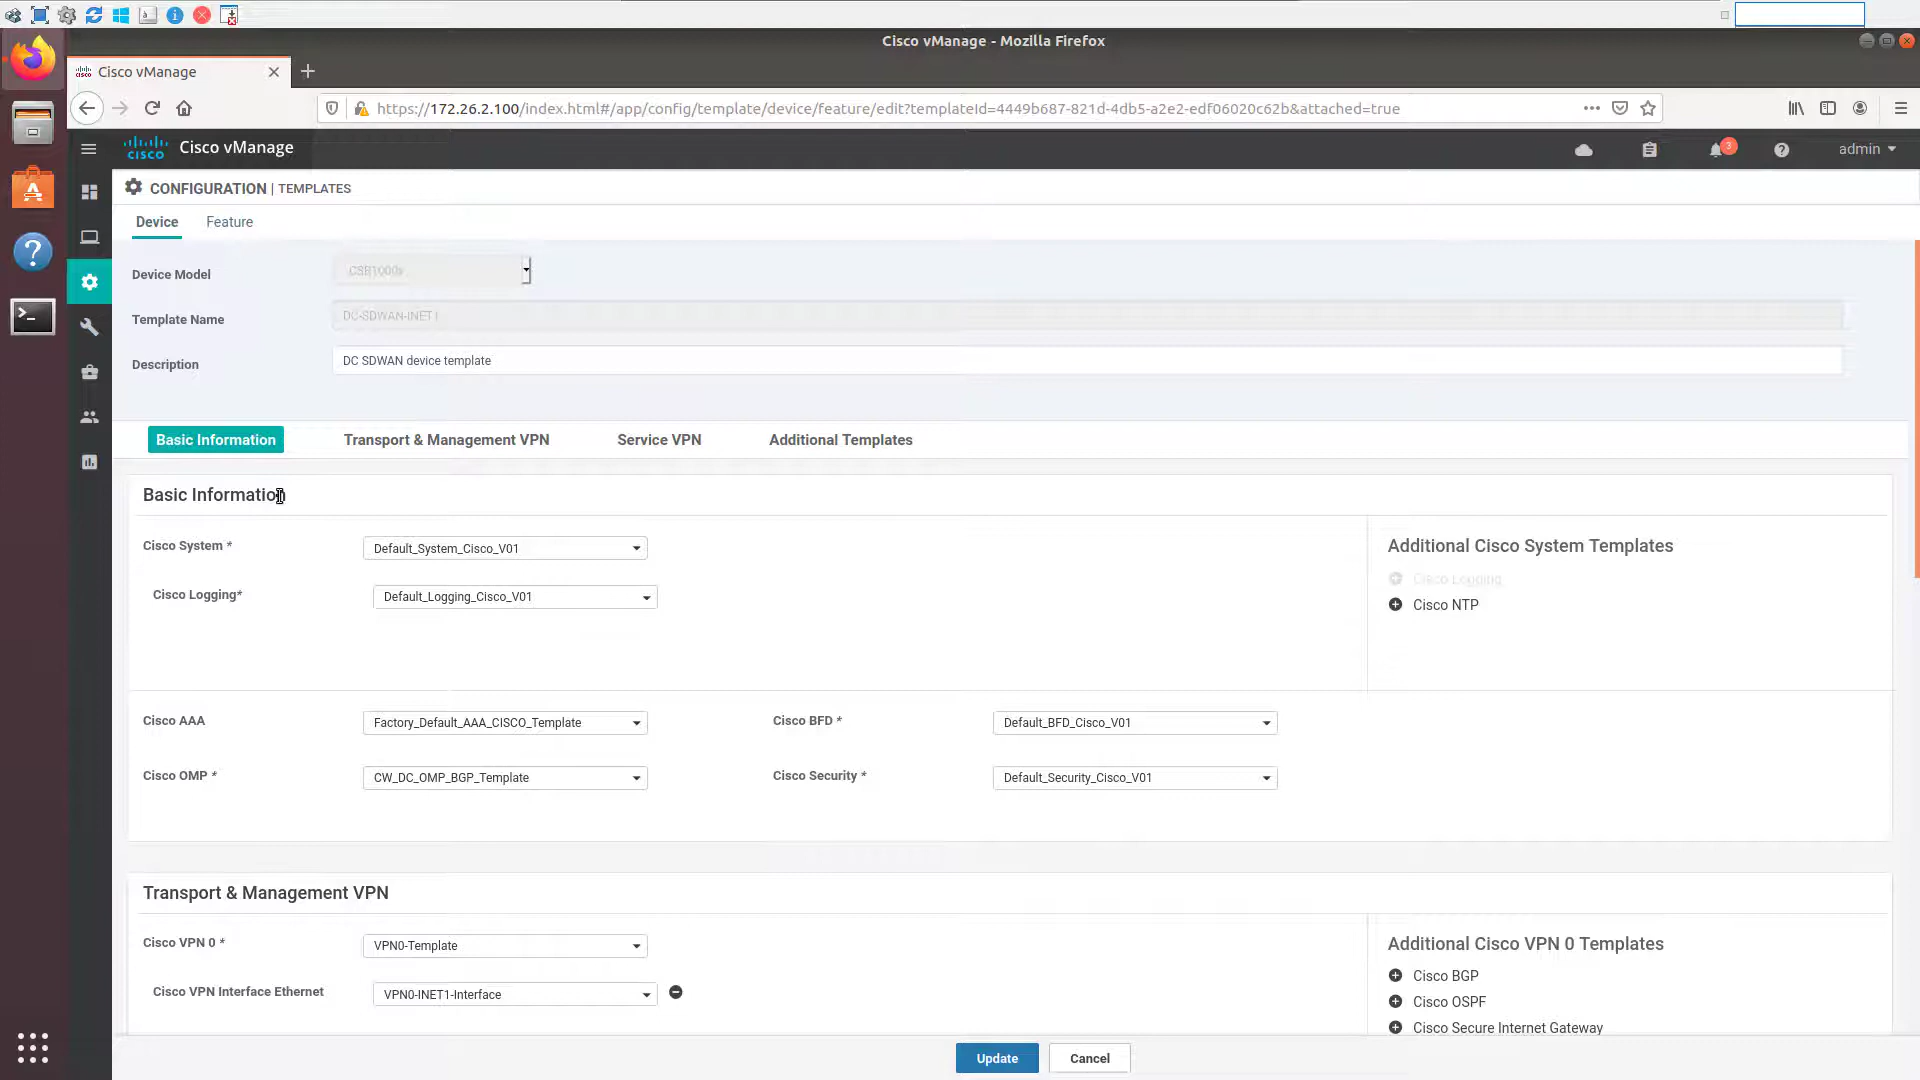 Cisco vManage - Mozilla Firefox
Cisco vManage
https://172.26.2.100/index.html#/app/config/template/device/feature/edit?templateId=4449b687-821d-4db5-a2e2-edf06020c62b&attached=true
cisco Cisco vManage
3
admin
CONFIGURATION | TEMPLATES
Device Feature
Device Model
Template Name DC-SDWAN-INET1
Description DC SDWAN device template
Basic Information Transport & Management VPN Service VPN Additional Templates
Basic Information
Cisco System * Default_System_Cisco_V01 Additional Cisco System Templates
Cisco Logging
Cisco Logging* Default_Logging_Cisco_V01
Cisco NTP
Cisco AAA Factory_Default_AAA_CISCO_Template Cisco BFD * Default_BFD_Cisco_V01
Cisco OMP * CW_DC_OMP_BGP_Template Cisco Security * Default_Security_Cisco_V01
Transport & Management VPN
Cisco VPN 0 * VPN0-Template Additional Cisco VPN 0 Templates
Cisco BGP
Cisco VPN Interface Ethernet VPN0-INET1-Interface
Cisco OSPF
Cisco Secure Internet Gateway
Update Cancel